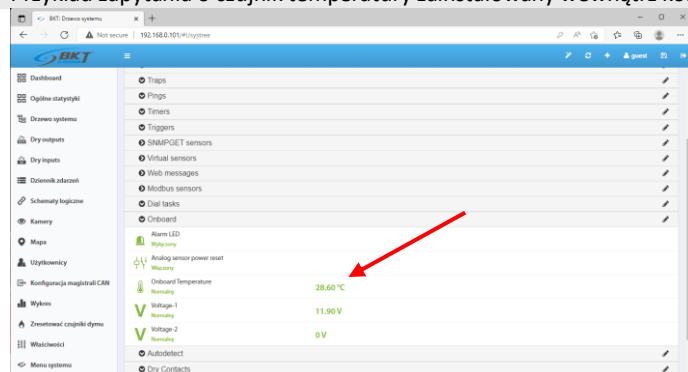 BKT: Drzewo systemu
Not secure | 192.168.0.101/#!/systree
BKT
guest
Dashboard
Ogólne statystyki
Drzewo systemu
Dry outputs
Dry inputs
Dziennik zdarzeń
Schematy logiczne
Kamery
Mapa
Użytkownicy
Konfiguracja magistrali CAN
Wykres
Zresetować czujniki dymu
Właściwości
Menu systemu
Traps
Pings
Timers
Triggers
SNMPGET sensors
Virtual sensors
Web messages
Modbus sensors
Dial tasks
Onboard
Alarm LED
Wyłączony
Analog sensor power reset
Włączony
Onboard Temperature
Normalny
28.60 °C
Voltage-1
Normalny
11.90 V
Voltage-2
Normalny
0 V
Autodetect
Dry Contacts